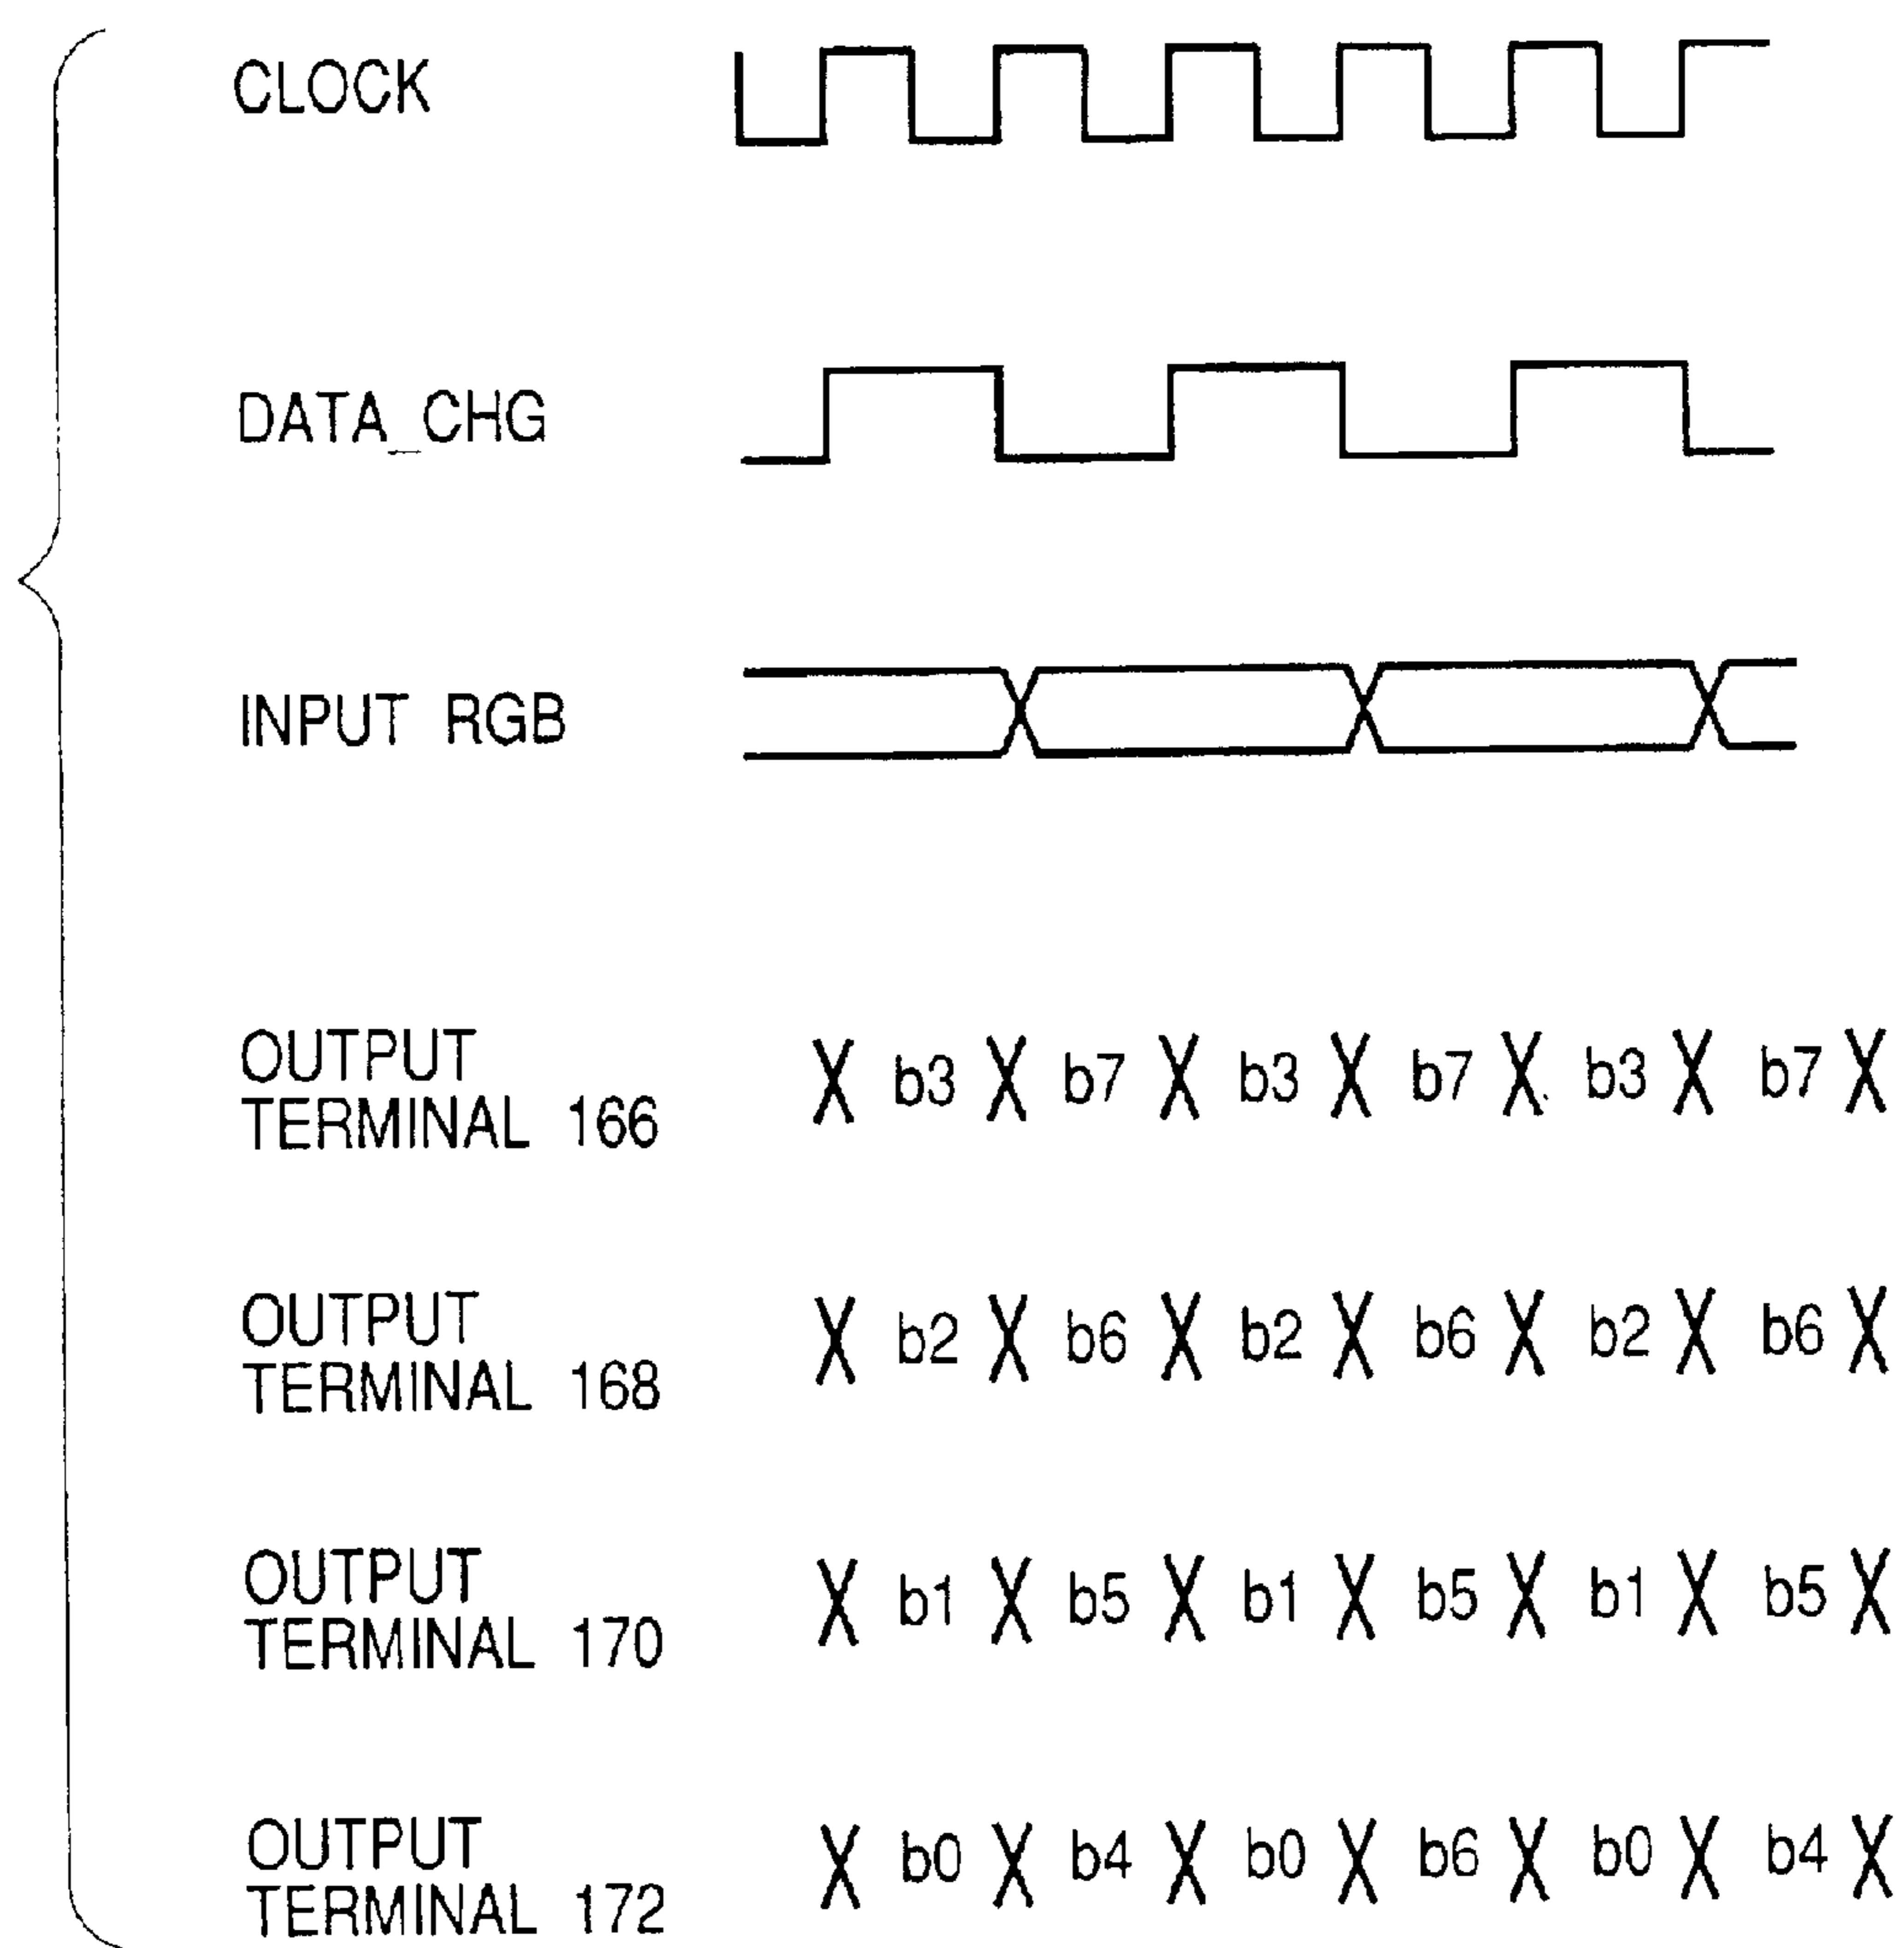 CLOCK
DATA_CHG
INPUT RGB
OUTPUT
TERMINAL 166
X b3 X b7 X b3 X b7 X b3 X b7 X
OUTPUT
TERMINAL 168
X b2 X b6 X b2 X b6 X b2 X b6 X
OUTPUT
TERMINAL 170
X b1 X b5 X b1 X b5 X b1 X b5 X
OUTPUT
TERMINAL 172
X b0 X b4 X b0 X b6 X b0 X b4 X